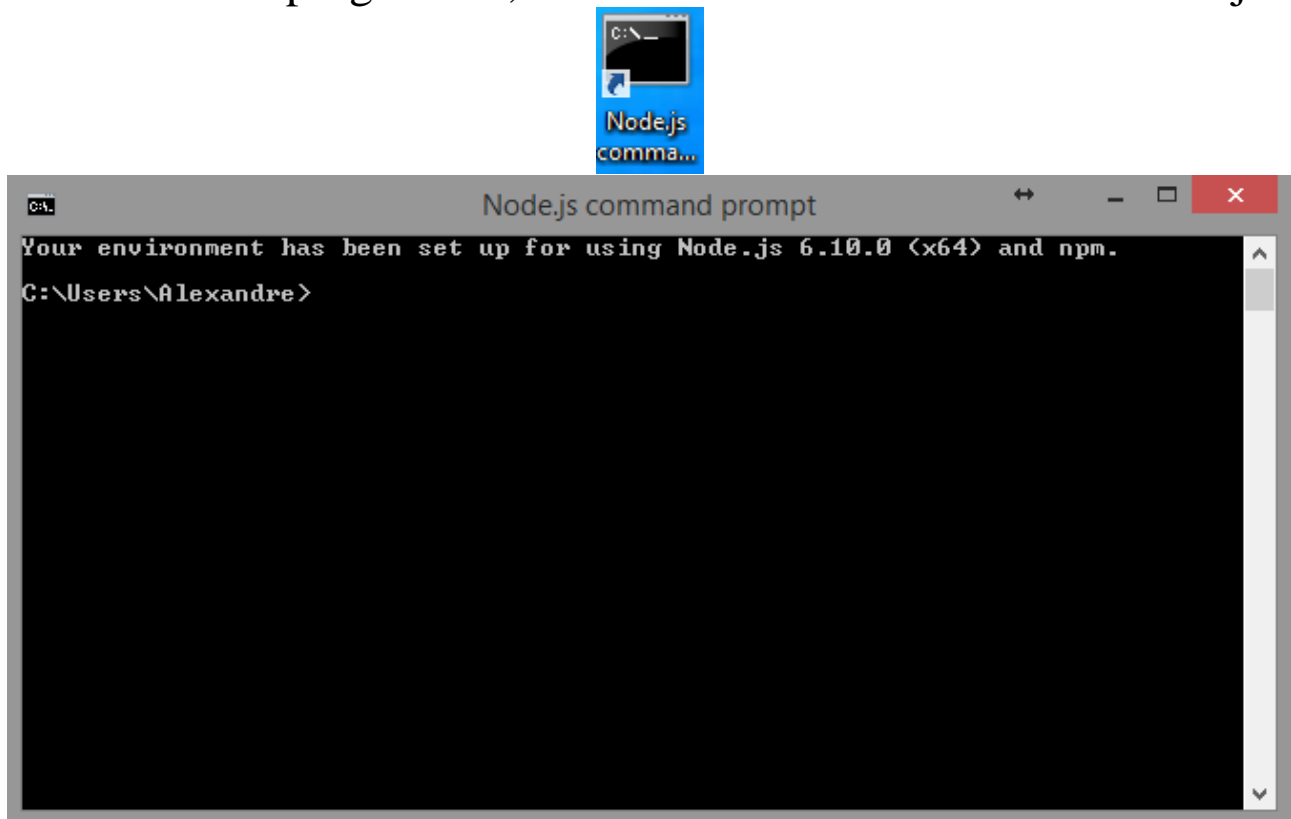 C:\_
Node.js
comma...
C:\.
Node.js command prompt
Your environment has been set up for using Node.js 6.10.0 (x64) and npm.
C:\Users\Alexandre>